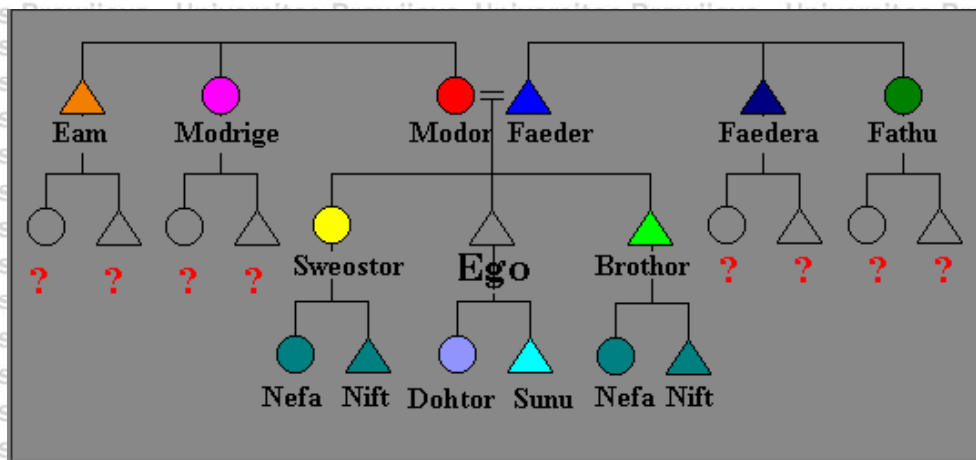 Eam Modrige Modor Faeder Faedera Fathu
? ? ? ? Sweostor Ego Brothor ? ? ? ?
Nefa Nift Dohtor Sunu Nefa Nift